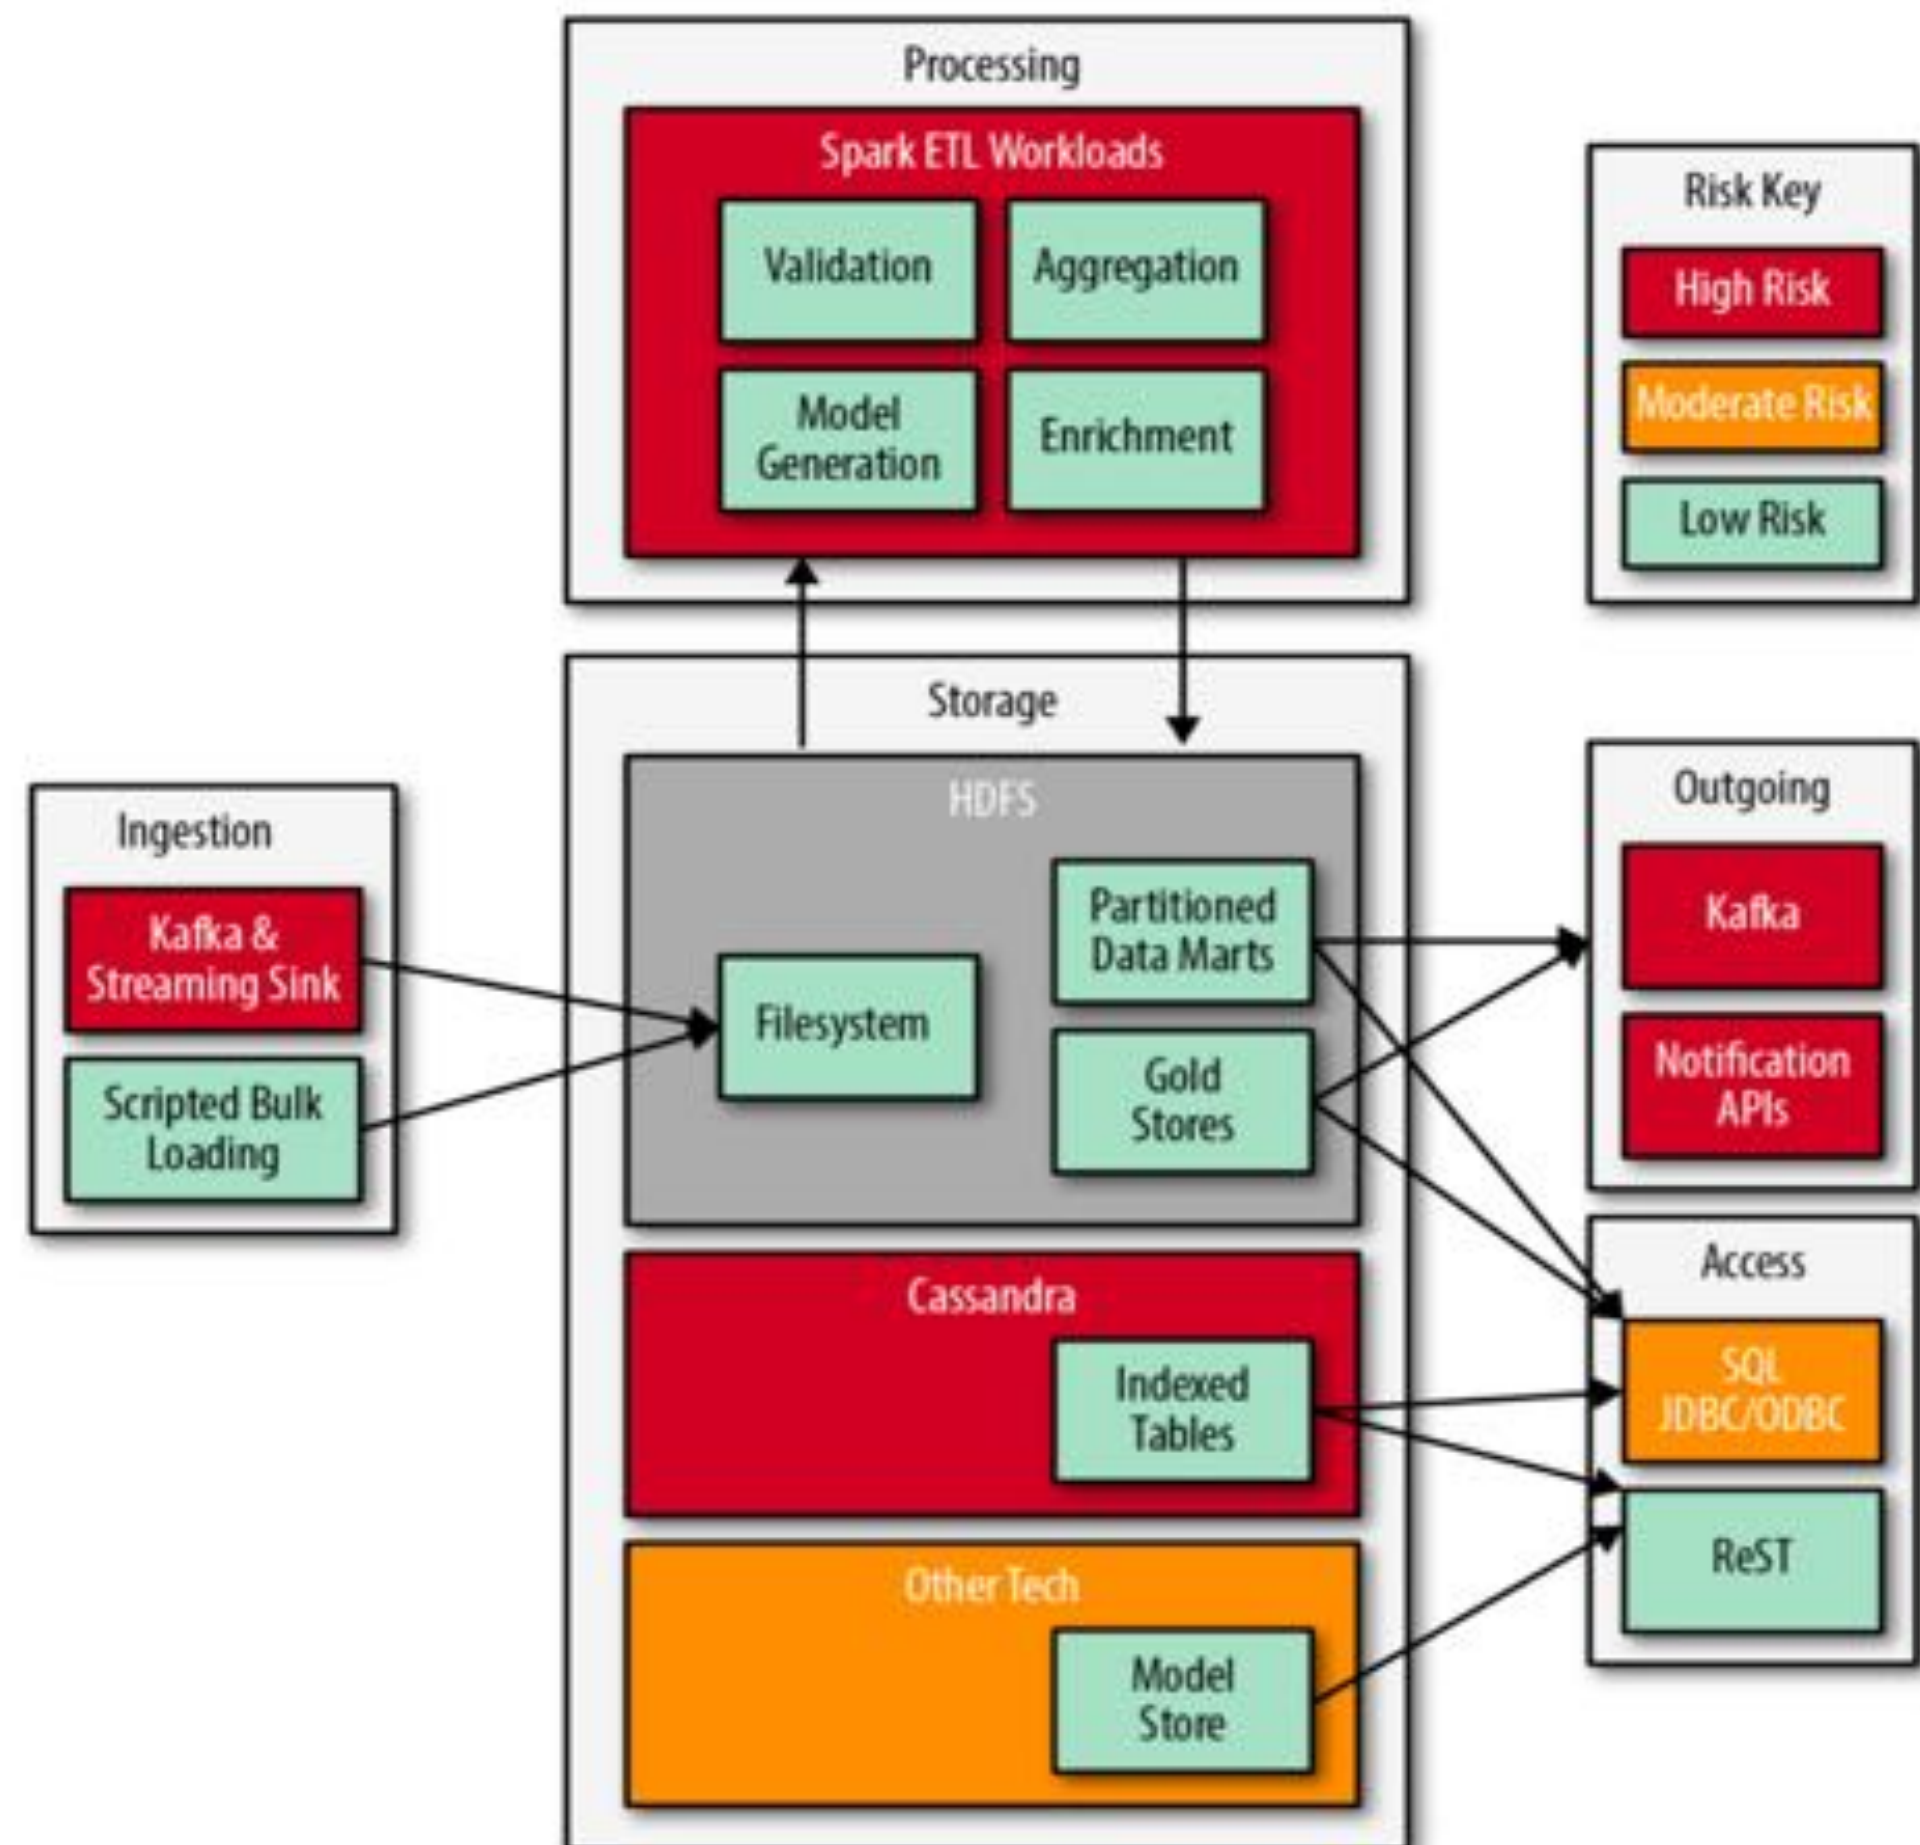 Processing
Spark ETL Workloads
Validation
Aggregation
Model
Generation
Enrichment
Risk Key
High Risk
Moderate Risk
Low Risk
Storage
HDFS
Partitioned
Data Marts
Filesystem
Gold
Stores
Ingestion
Kafka &
Streaming Sink
Scripted Bulk
Loading
Outgoing
Kafka
Notification
APIs
Cassandra
Indexed
Tables
Access
SQL
JDBC/ODBC
ReST
Other Tech
Model
Store